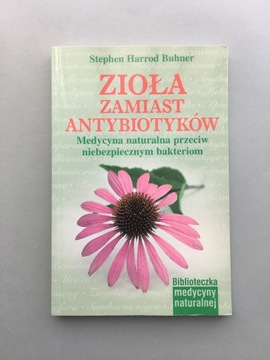 Stephen Harrod Buhner
ZIOŁA
ZAMIAST
ANTYBIOTYKÓW
Medycyna naturalna przeciw
niebezpiecznym bakteriom
Biblioteczka
medycyny
naturalnej